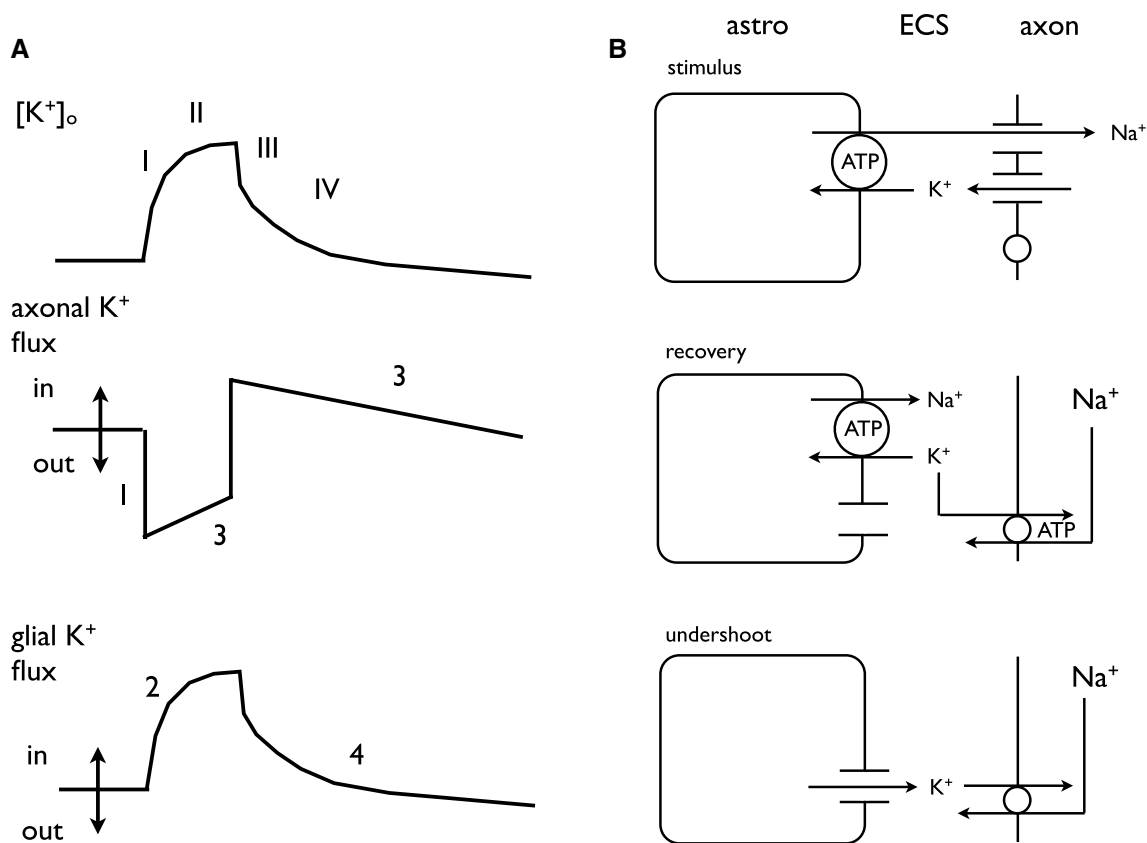 A
[K⁺]ₒ
I
II
III
IV
axonal K⁺
flux
in
out
I
3
3
glial K⁺
flux
in
out
2
4
B
astro
ECS
axon
stimulus
ATP
Na⁺
K⁺
recovery
ATP
Na⁺
K⁺
Na⁺
ATP
undershoot
K⁺
Na⁺